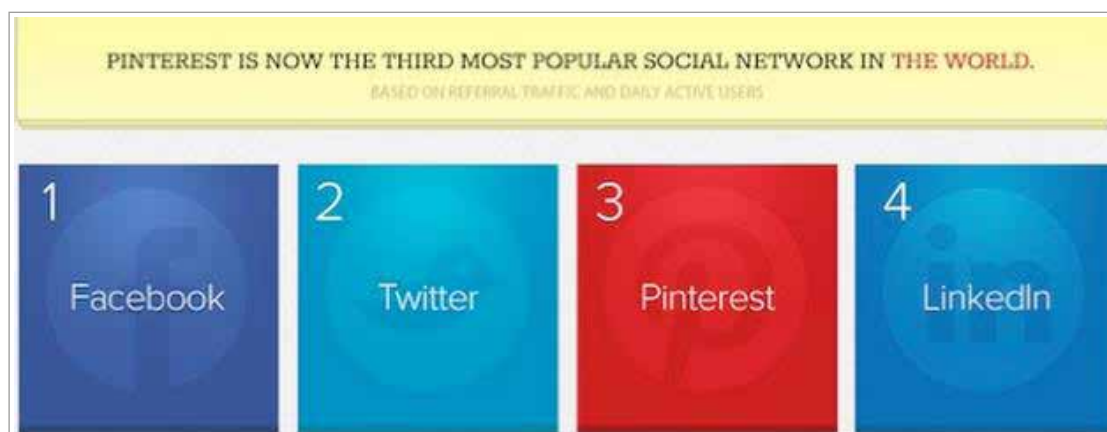 PINTEREST IS NOW THE THIRD MOST POPULAR SOCIAL NETWORK IN THE WORLD.
BASED ON REFERRAL TRAFFIC AND DAILY ACTIVE USERS
1 2 3 4
Facebook Twitter Pinterest LinkedIn